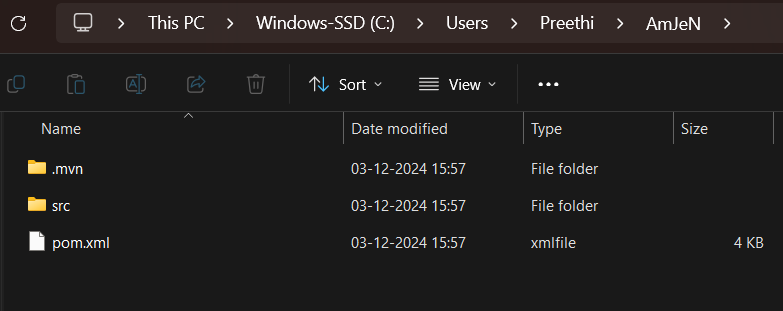 This PC > Windows-SSD (C:) > Users > Preethi > AmJeN >
Sort View
Name Date modified Type Size
.mvn 03-12-2024 15:57 File folder
src 03-12-2024 15:57 File folder
pom.xml 03-12-2024 15:57 xmlfile 4 KB